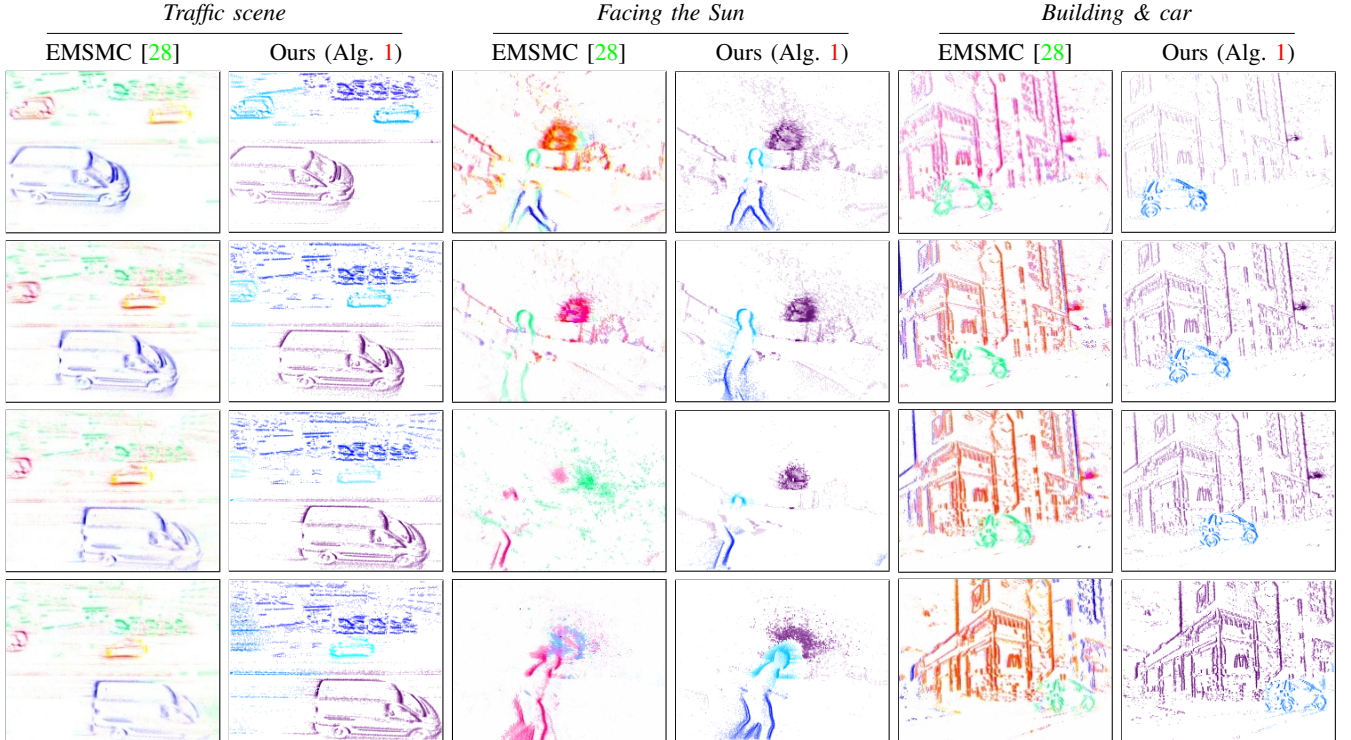 Traffic scene Facing the Sun Building & car
EMSMC [28] Ours (Alg. 1) EMSMC [28] Ours (Alg. 1) EMSMC [28] Ours (Alg. 1)